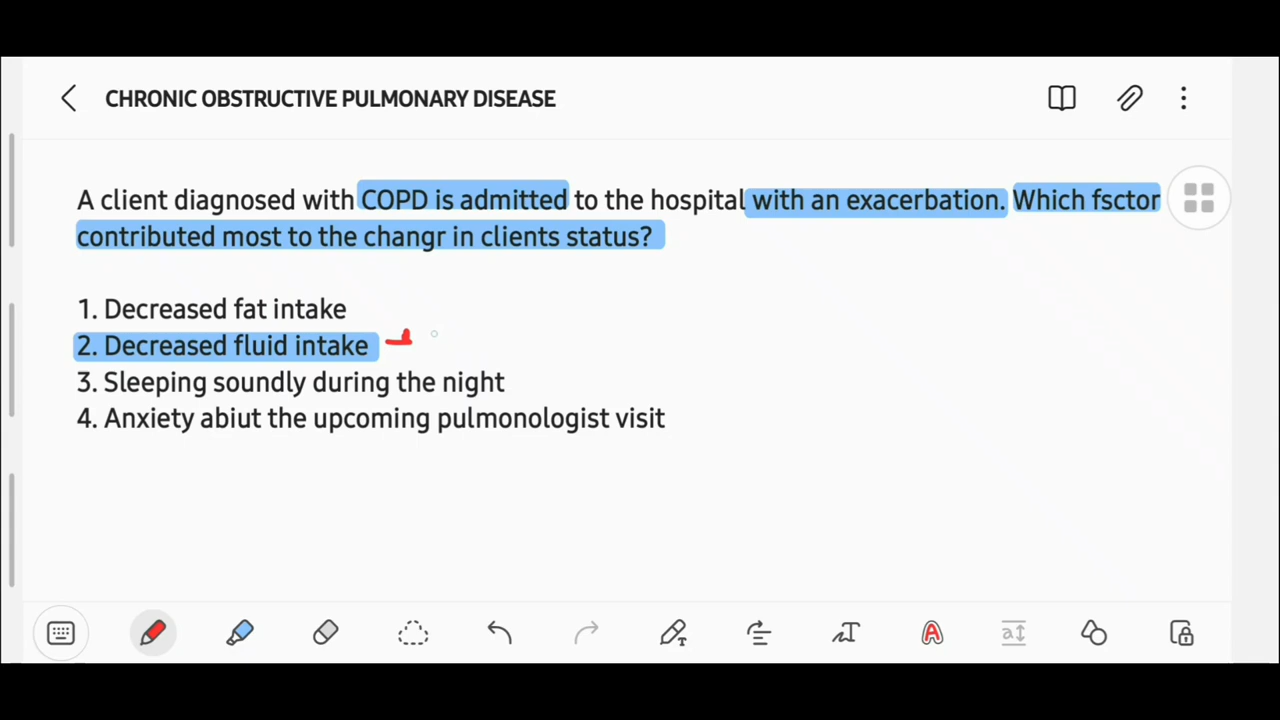 CHRONIC OBSTRUCTIVE PULMONARY DISEASE
A client diagnosed with COPD is admitted to the hospital with an exacerbation. Which fsctor
contributed most to the changr in clients status?
1. Decreased fat intake
2. Decreased fluid intake
3. Sleeping soundly during the night
4. Anxiety abiut the upcoming pulmonologist visit